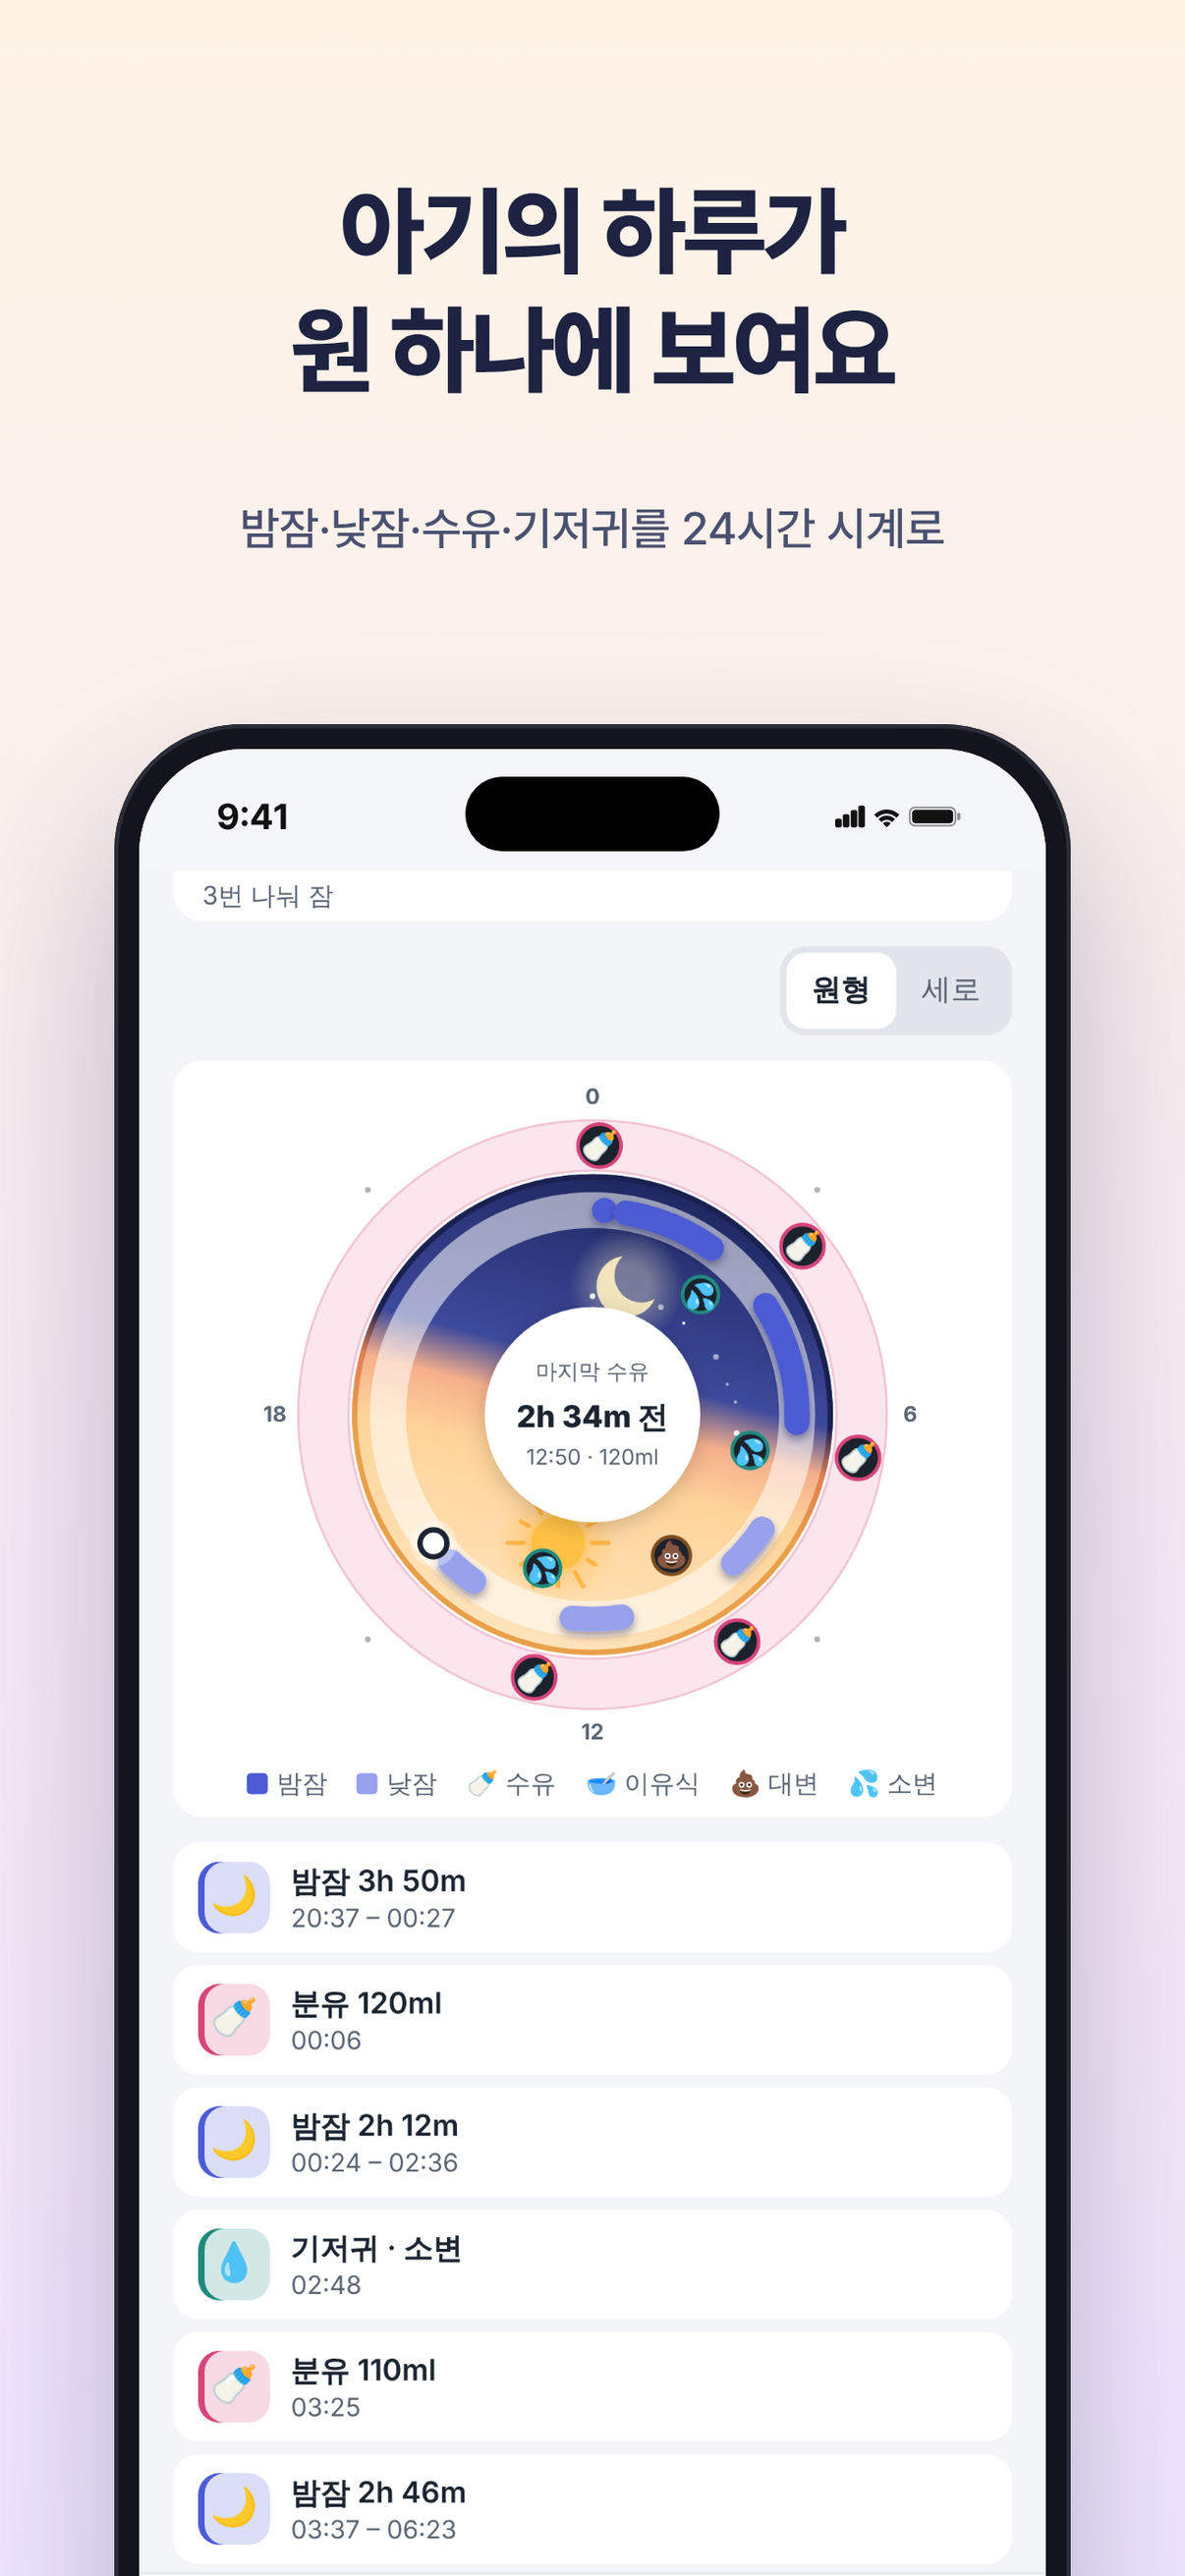 아기의 하루가
원 하나에 보여요
밤잠·낮잠·수유·기저귀를 24시간 시계로
9:41
3번 나눠 잠
원형 세로
0
18
6
마지막 수유
2h 34m 전
12:50 · 120ml
12
밤잠 낮잠 수유 이유식 대변 소변
밤잠 3h 50m
20:37 – 00:27
분유 120ml
00:06
밤잠 2h 12m
00:24 – 02:36
기저귀 · 소변
02:48
분유 110ml
03:25
밤잠 2h 46m
03:37 – 06:23